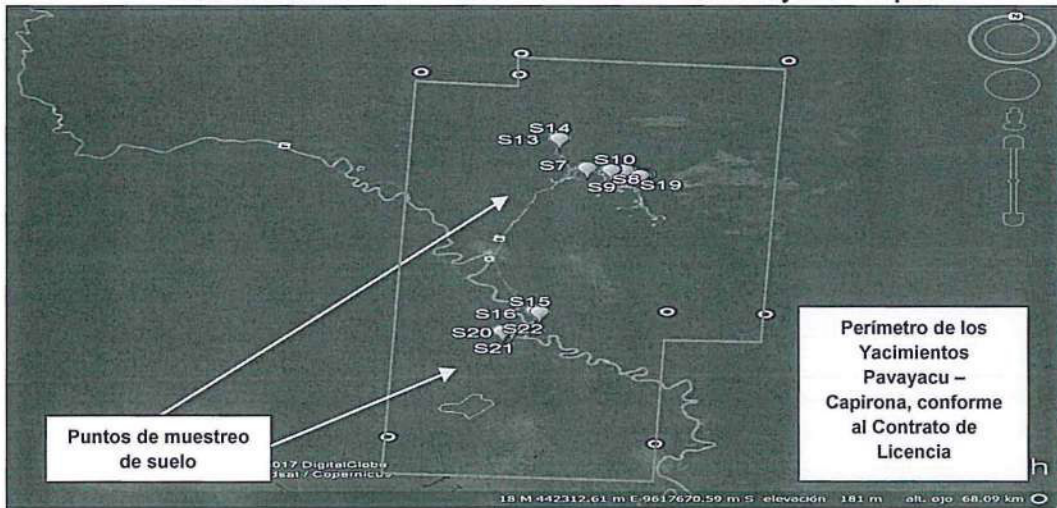 N
S14
S13
S7
S10
S9
S8
S19
S15
S16
S20
S22
S21
Puntos de muestreo
de suelo
Perímetro de los
Yacimientos
Pavayacu –
Capirona, conforme
al Contrato de
Licencia
2017 DigitalGlobe
dsat / Copernicus
h
18 M 442312.61 m E-9617670.59 m S elevación 181 m alt. ojo 68.09 km